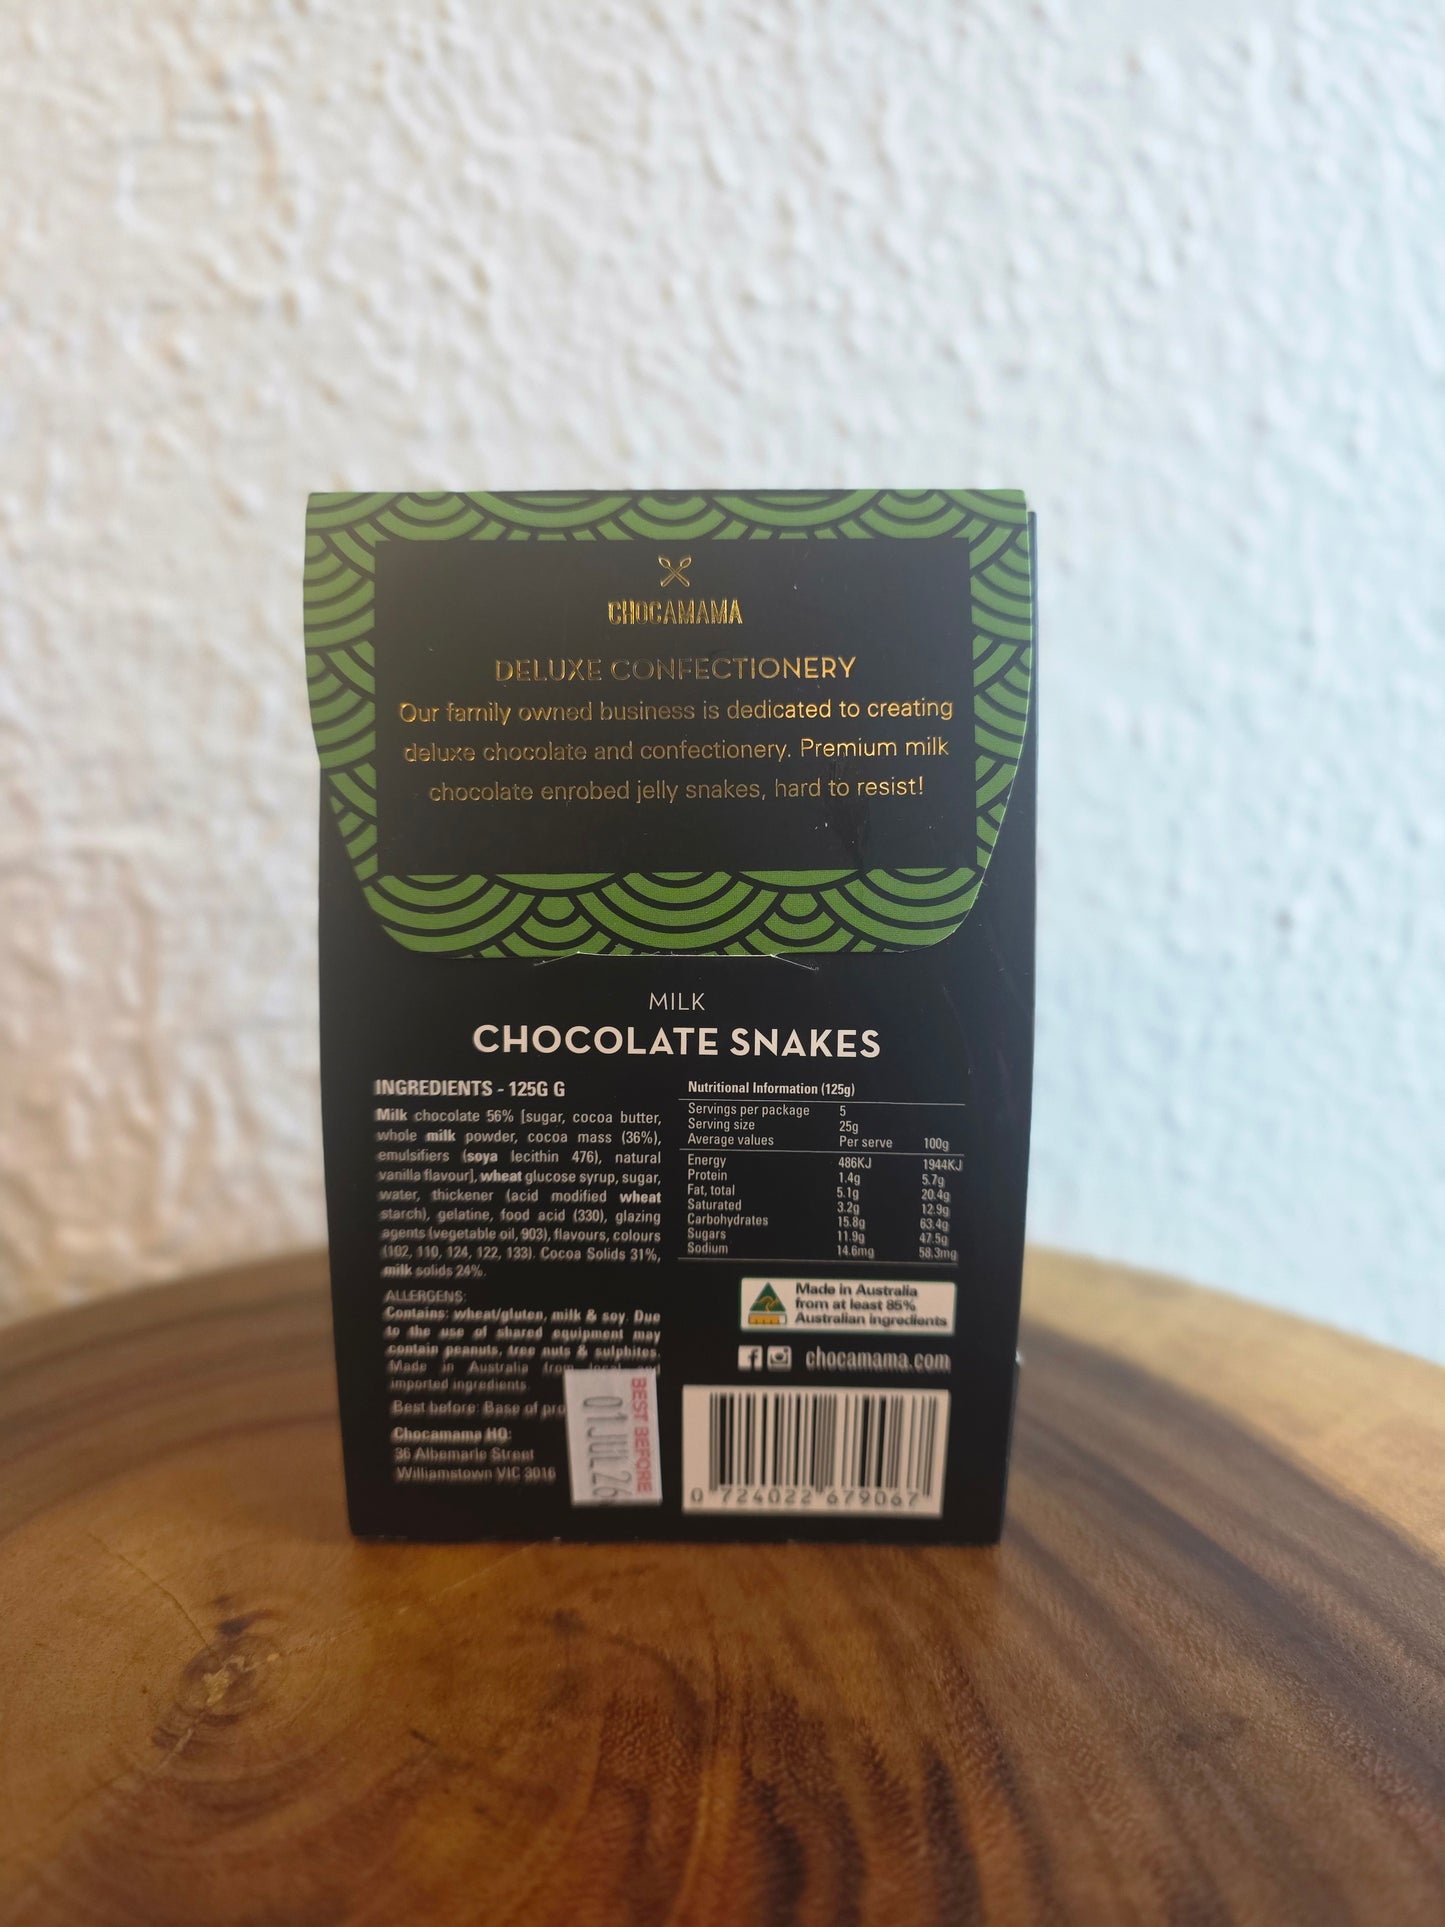 CHOCAMAMA
DELUXE CONFECTIONERY
Our family owned business is dedicated to creating
deluxe chocolate and confectionery. Premium milk
chocolate enrobed jelly snakes, hard to resist!
MILK
CHOCOLATE SNAKES
INGREDIENTS - 125G G
Milk chocolate 56% [sugar, cocoa butter,
whole milk powder, cocoa mass (36%),
emulsifiers (soya lecithin 476), natural
vanilla flavour], wheat glucose syrup, sugar,
water, thickener (acid modified wheat
starch), gelatine, food acid (330), glazing
agents (vegetable oil, 903), flavours, colours
(102, 110, 124, 122, 133). Cocoa Solids 31%,
milk solids 24%.
ALLERGENS:
Contains: wheat/gluten, milk & soy. Due
to the use of shared equipment may
contain peanuts, tree nuts & sulphites.
Made in Australia from local and
imported ingredients.
Best before: Base of pro
Chocamama HQ:
36 Albemarle Street
Williamstown VIC 3016
BEST BEFORE
01 JUL 26
Nutritional Information (125g)
Servings per package 5
Serving size 25g
Average values Per serve 100g
Energy 486KJ 1944KJ
Protein 1.4g 5.7g
Fat, total 5.1g 20.4g
Saturated 3.2g 12.9g
Carbohydrates 15.8g 63.4g
Sugars 11.9g 47.5g
Sodium 14.6mg 58.3mg
Made in Australia
from at least 85%
Australian ingredients
chocamama.com
0 724022 679067